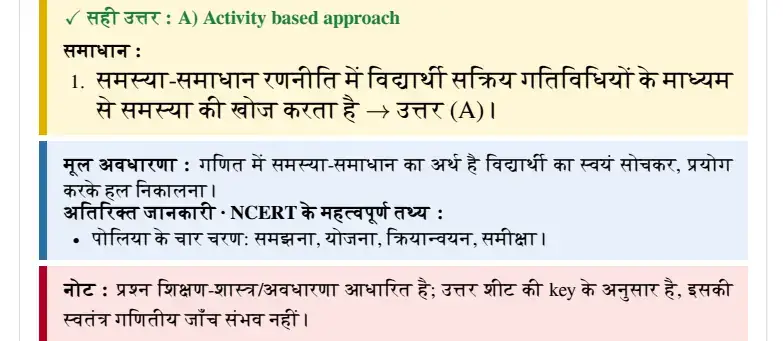 ✓ सही उत्तर : A) Activity based approach
समाधान :
1. समस्या-समाधान रणनीति में विद्यार्थी सक्रिय गतिविधियों के माध्यम
से समस्या की खोज करता है → उत्तर (A)।
मूल अवधारणा : गणित में समस्या-समाधान का अर्थ है विद्यार्थी का स्वयं सोचकर, प्रयोग
करके हल निकालना।
अतिरिक्त जानकारी · NCERT के महत्वपूर्ण तथ्य :
• पोलिया के चार चरण: समझना, योजना, क्रियान्वयन, समीक्षा।
नोट : प्रश्न शिक्षण-शास्त्र/अवधारणा आधारित है; उत्तर शीट की key के अनुसार है, इसकी
स्वतंत्र गणितीय जाँच संभव नहीं।